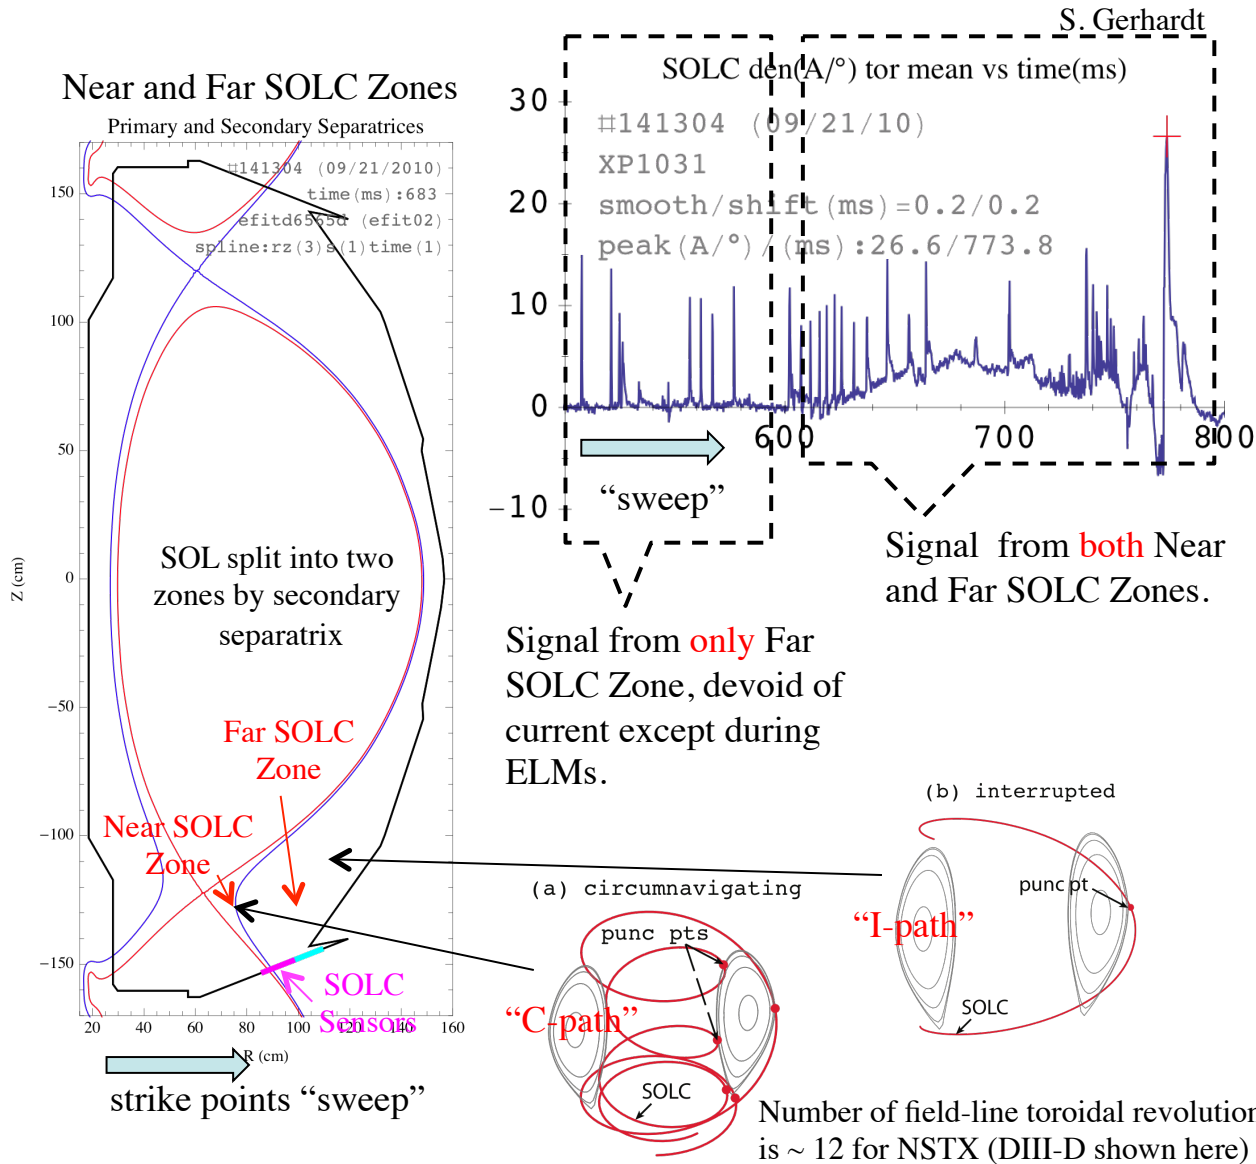 S. Gerhardt
Near and Far SOLC Zones
Primary and Secondary Separatrices
⌗141304 (09/21/2010)
time(ms):683
efitd6565d (efit02)
spline:rz(3)s(1)time(1)
150
100
50
0
−50
−100
−150
Z (cm)
20 40 60 80 100 120 140 160
R (cm)
SOL split into two
zones by secondary
separatrix
Far SOLC
Zone
Near SOLC
Zone
SOLC
Sensors
strike points “sweep”
SOLC den(A/°) tor mean vs time(ms)
⌗141304 (09/21/10)
XP1031
smooth/shift(ms)=0.2/0.2
peak(A/°)/(ms):26.6/773.8
30
20
10
0
−10
600 700 800
“sweep”
Signal from only Far
SOLC Zone, devoid of
current except during
ELMs.
Signal from both Near
and Far SOLC Zones.
(a) circumnavigating
punc pts
“C-path”
SOLC
(b) interrupted
punc pt
“I-path”
SOLC
Number of field-line toroidal revolution
is ~ 12 for NSTX (DIII-D shown here)